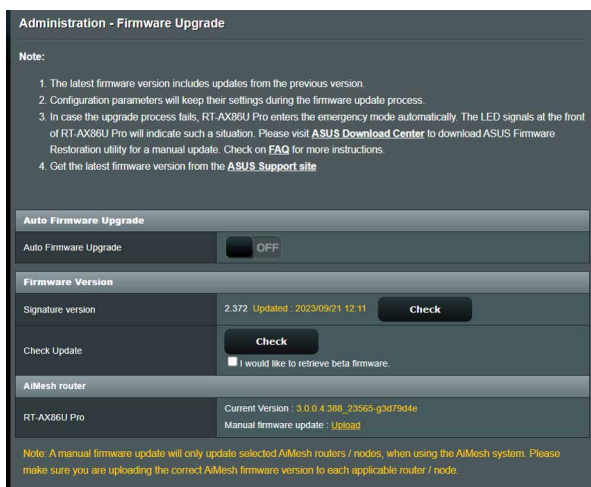 Administration - Firmware Upgrade
Note:
1. The latest firmware version includes updates from the previous version.
2. Configuration parameters will keep their settings during the firmware update process.
3. In case the upgrade process fails, RT-AX86U Pro enters the emergency mode automatically. The LED signals at the front
of RT-AX86U Pro will indicate such a situation. Please visit ASUS Download Center to download ASUS Firmware
Restoration utility for a manual update. Check on FAQ for more instructions.
4. Get the latest firmware version from the ASUS Support site
Auto Firmware Upgrade
Auto Firmware Upgrade OFF
Firmware Version
Signature version 2.372 Updated : 2023/09/21 12:11 Check
Check Update Check
I would like to retrieve beta firmware.
AiMesh router
RT-AX86U Pro Current Version : 3.0.0.4.388_23565-g3d79d4e
Manual firmware update : Upload
Note: A manual firmware update will only update selected AiMesh routers / nodes, when using the AiMesh system. Please
make sure you are uploading the correct AiMesh firmware version to each applicable router / node.